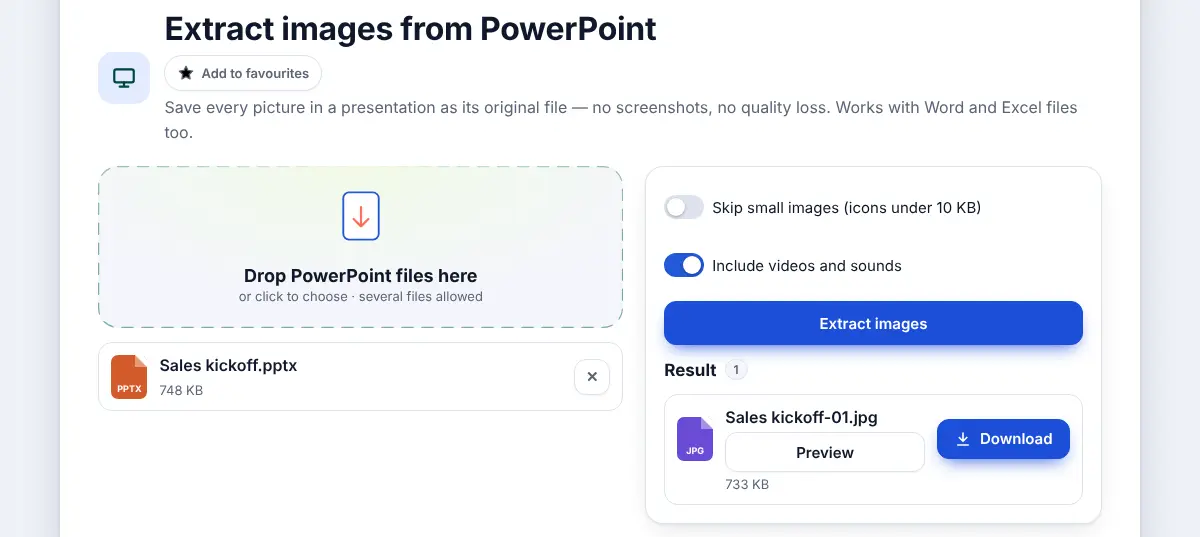 Extract images from PowerPoint
Add to favourites
Save every picture in a presentation as its original file — no screenshots, no quality loss. Works with Word and Excel files
too.
Drop PowerPoint files here
or click to choose · several files allowed
PPTX
Sales kickoff.pptx
748 KB
Skip small images (icons under 10 KB)
Include videos and sounds
Extract images
Result 1
JPG
Sales kickoff-01.jpg
Preview
733 KB
Download